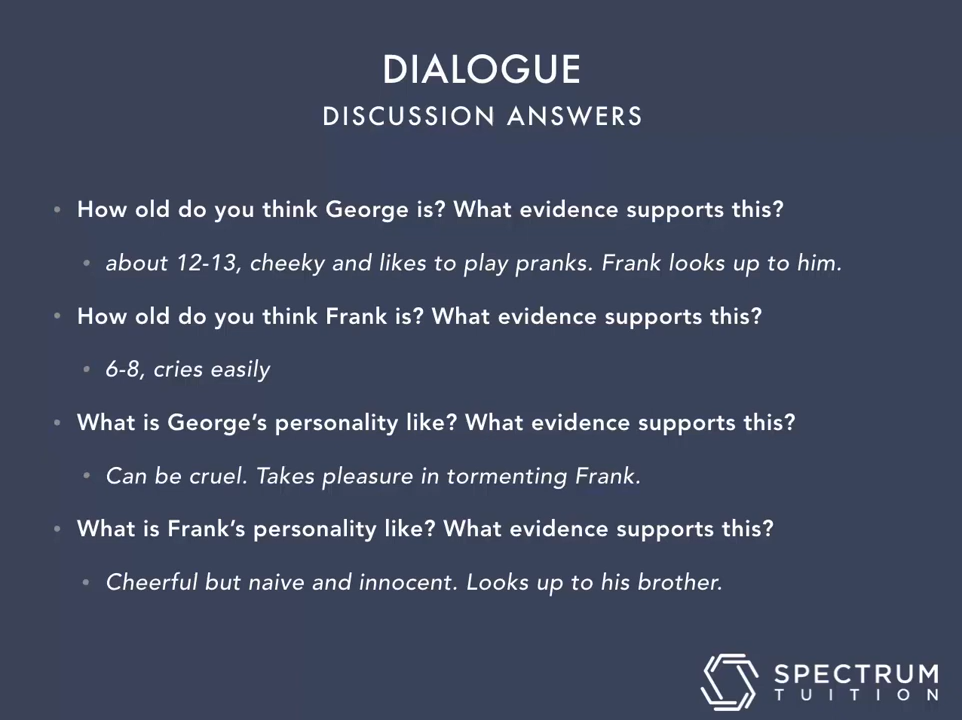 DIALOGUE
DISCUSSION ANSWERS
• How old do you think George is? What evidence supports this?
• about 12-13, cheeky and likes to play pranks. Frank looks up to him.
• How old do you think Frank is? What evidence supports this?
• 6-8, cries easily
• What is George’s personality like? What evidence supports this?
• Can be cruel. Takes pleasure in tormenting Frank.
• What is Frank’s personality like? What evidence supports this?
• Cheerful but naive and innocent. Looks up to his brother.
SPECTRUM
TUITION